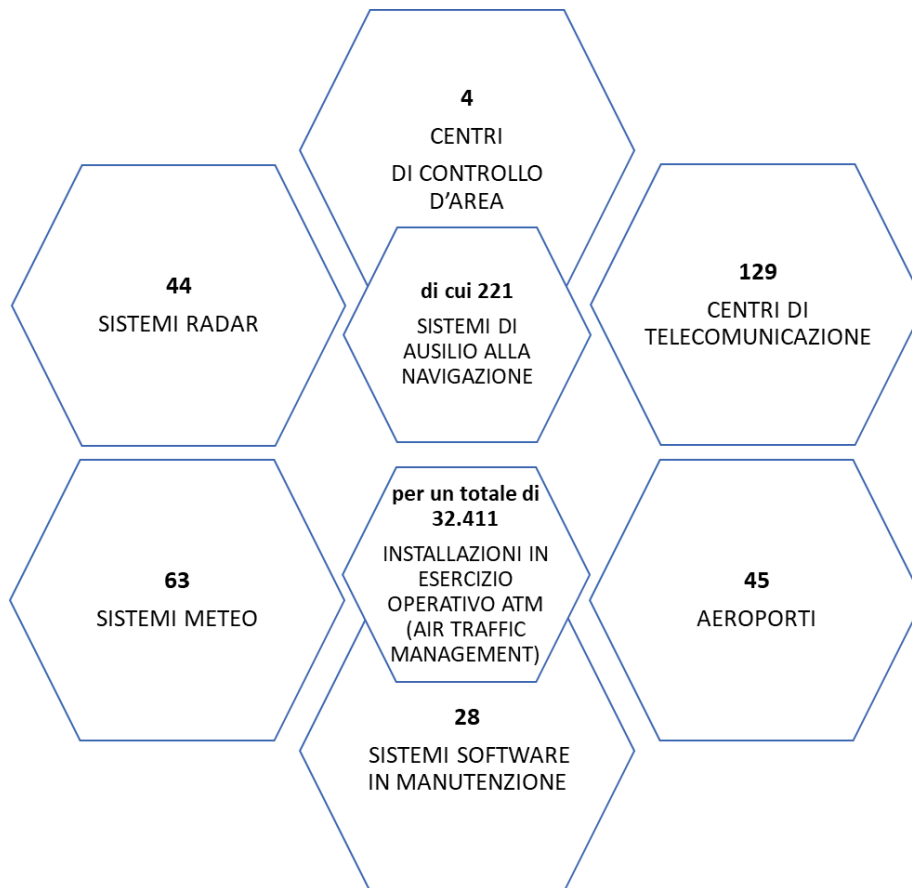 4
CENTRI
DI CONTROLLO
D'AREA
44
SISTEMI RADAR
di cui 221
SISTEMI DI
AUSILIO ALLA
NAVIGAZIONE
129
CENTRI DI
TELECOMUNICAZIONE
63
SISTEMI METEO
per un totale di
32.411
INSTALLAZIONI IN
ESERCIZIO
OPERATIVO ATM
(AIR TRAFFIC
MANAGEMENT)
45
AEROPORTI
28
SISTEMI SOFTWARE
IN MANUTENZIONE